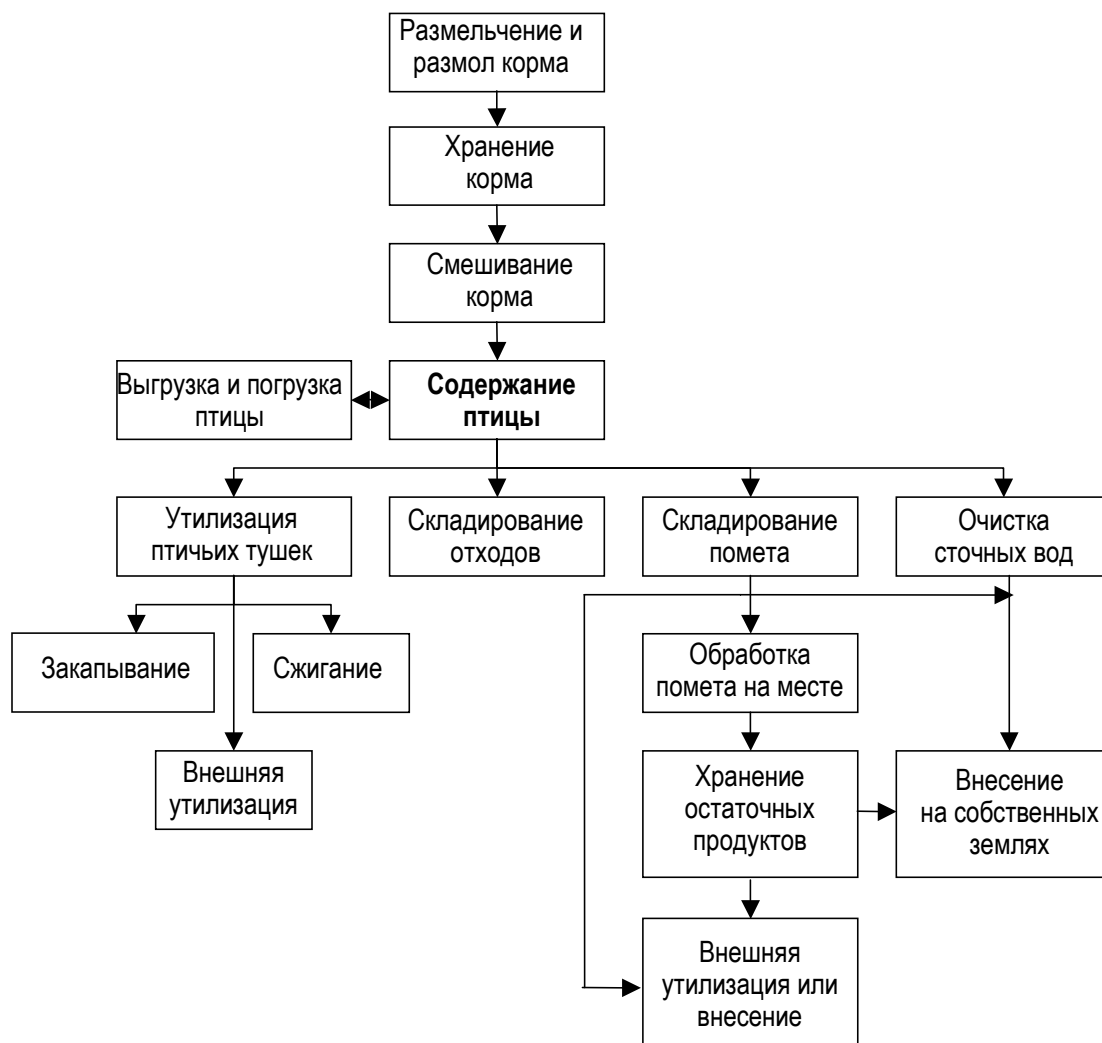 Размельчение и
размол корма
Хранение
корма
Смешивание
корма
Выгрузка и погрузка
птицы
Содержание
птицы
Утилизация
птичьих тушек
Складирование
отходов
Складирование
помета
Очистка
сточных вод
Закапывание
Сжигание
Обработка
помета на месте
Внешняя
утилизация
Хранение
остаточных
продуктов
Внесение
на собственных
землях
Внешняя
утилизация или
внесение